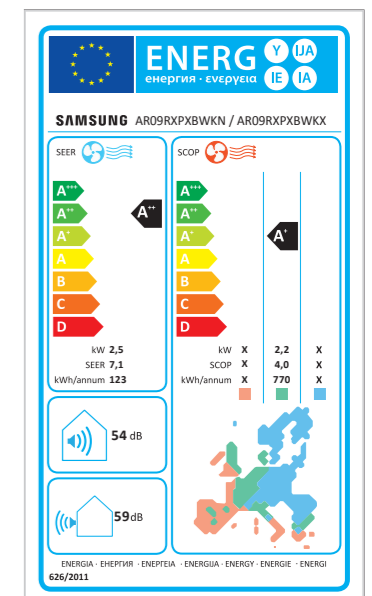 ENERG Y IJA
енергия · ενεργεια IE IA
SAMSUNG AR09RXPXBWKN / AR09RXPXBWKX
SEER SCOP
A+++ A+++
A++ A++ A++
A+ A+ A+
A A
B B
C C
D D
kW 2,5 kW X 2,2 X
SEER 7,1 SCOP X 4,0 X
kWh/annum 123 kWh/annum X 770 X
54 dB
59 dB
ENERGIA · ЕНЕРГИЯ · ΕΝΕΡΓΕΙΑ · ENERGIJA · ENERGY · ENERGIE · ENERGI
626/2011